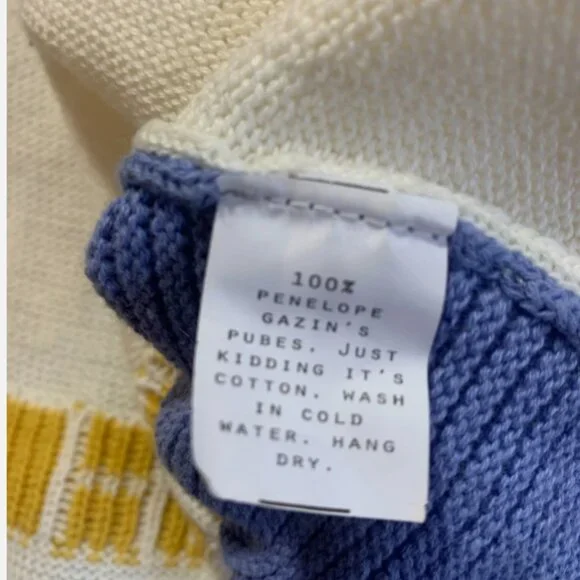 100%
PENELOPE
GAZIN'S
PUBES. JUST
KIDDING IT'S
COTTON. WASH
IN COLD
WATER. HANG
DRY.